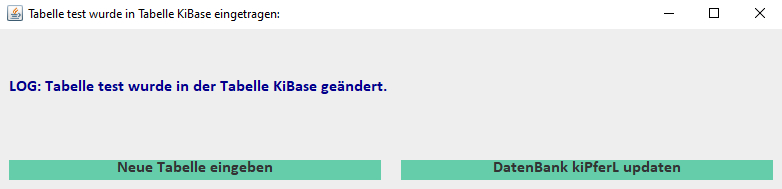 Tabelle test wurde in Tabelle KiBase eingetragen:
LOG: Tabelle test wurde in der Tabelle KiBase geändert.
Neue Tabelle eingeben
DatenBank kiPferL updaten